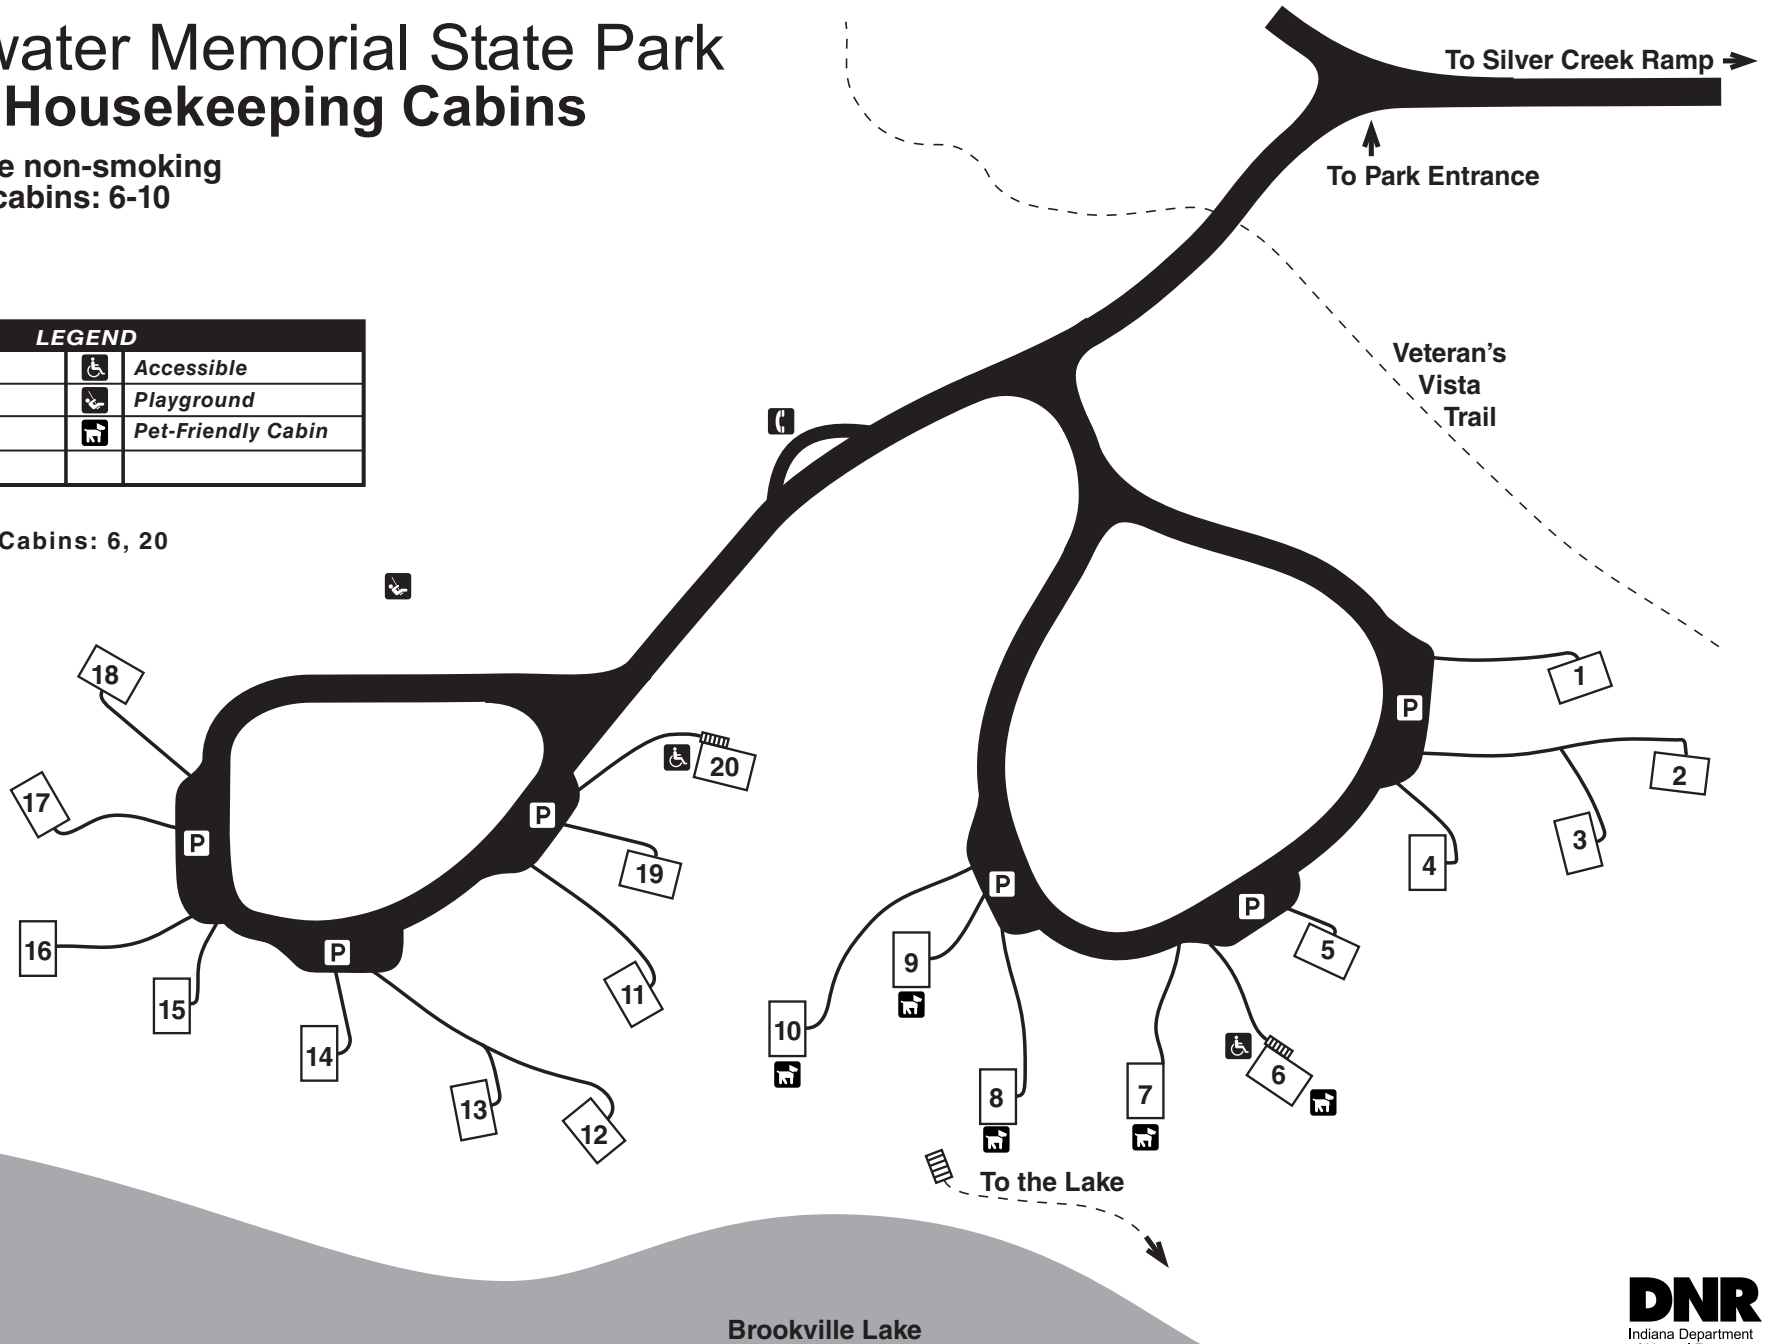 water Memorial State Park
Housekeeping Cabins
e non-smoking
cabins: 6-10
To Silver Creek Ramp
To Park Entrance
LEGEND
Accessible
Playground
Pet-Friendly Cabin
Veteran's
Vista
Trail
Cabins: 6, 20
18
17
16
15
14
13
12
11
19
20
P
P
P
1
2
3
4
5
6
7
8
9
10
P
P
P
To the Lake
Brookville Lake
DNR
Indiana Department